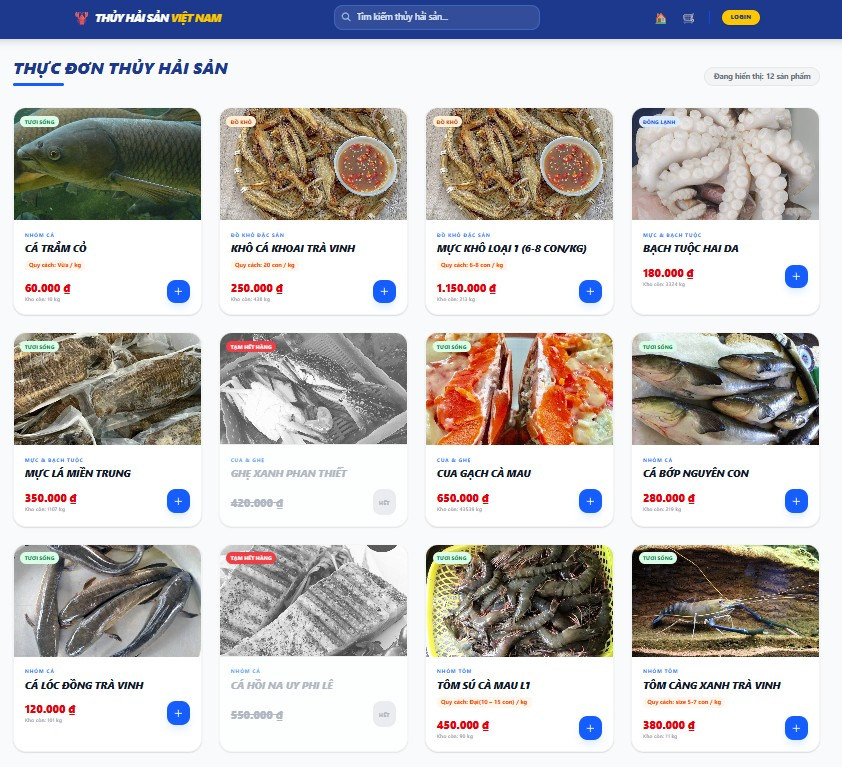 THỦY HẢI SẢN VIỆT NAM
Tìm kiếm thủy hải sản...
LOGIN
THỰC ĐƠN THỦY HẢI SẢN
Đang hiển thị: 12 sản phẩm
TƯƠI SỐNG
NHÓM CÁ
CÁ TRẮM CỎ
Quy cách: Vừa / kg
60.000 ₫
ĐỒ KHÔ
ĐỒ KHÔ ĐẶC SẢN
KHÔ CÁ KHOAI TRÀ VINH
Quy cách: 20 con / kg
250.000 ₫
Kho còn: 438 kg
ĐỒ KHÔ
ĐỒ KHÔ ĐẶC SẢN
MỰC KHÔ LOẠI 1 (6-8 CON/KG)
Quy cách: 6-8 con / kg
1.150.000 ₫
Kho còn: 213 kg
ĐÔNG LẠNH
MỰC & BẠCH TUỘC
BẠCH TUỘC HAI DA
180.000 ₫
Kho còn: 2324 kg
TƯƠI SỐNG
MỰC & BẠCH TUỘC
MỰC LÁ MIỀN TRUNG
350.000 ₫
Kho còn: 1197 kg
TẠM HẾT HÀNG
CUA & GHẸ
GHẸ XANH PHAN THIẾT
420.000 ₫
HẾT
TƯƠI SỐNG
CUA & GHẸ
CUA GẠCH CÀ MAU
650.000 ₫
Kho còn: 43539 kg
TƯƠI SỐNG
NHÓM CÁ
CÁ BỚP NGUYÊN CON
280.000 ₫
Kho còn: 219 kg
TƯƠI SỐNG
NHÓM CÁ
CÁ LÓC ĐỒNG TRÀ VINH
120.000 ₫
Kho còn: 191 kg
TẠM HẾT HÀNG
NHÓM CÁ
CÁ HỒI NA UY PHI LÊ
550.000 ₫
HẾT
TƯƠI SỐNG
NHÓM TÔM
TÔM SÚ CÀ MAU L1
Quy cách: Đại(10 – 15 con) / kg
450.000 ₫
Kho còn: 90 kg
TƯƠI SỐNG
NHÓM TÔM
TÔM CÀNG XANH TRÀ VINH
Quy cách: size 5-7 con / kg
380.000 ₫
Kho còn: 11 kg